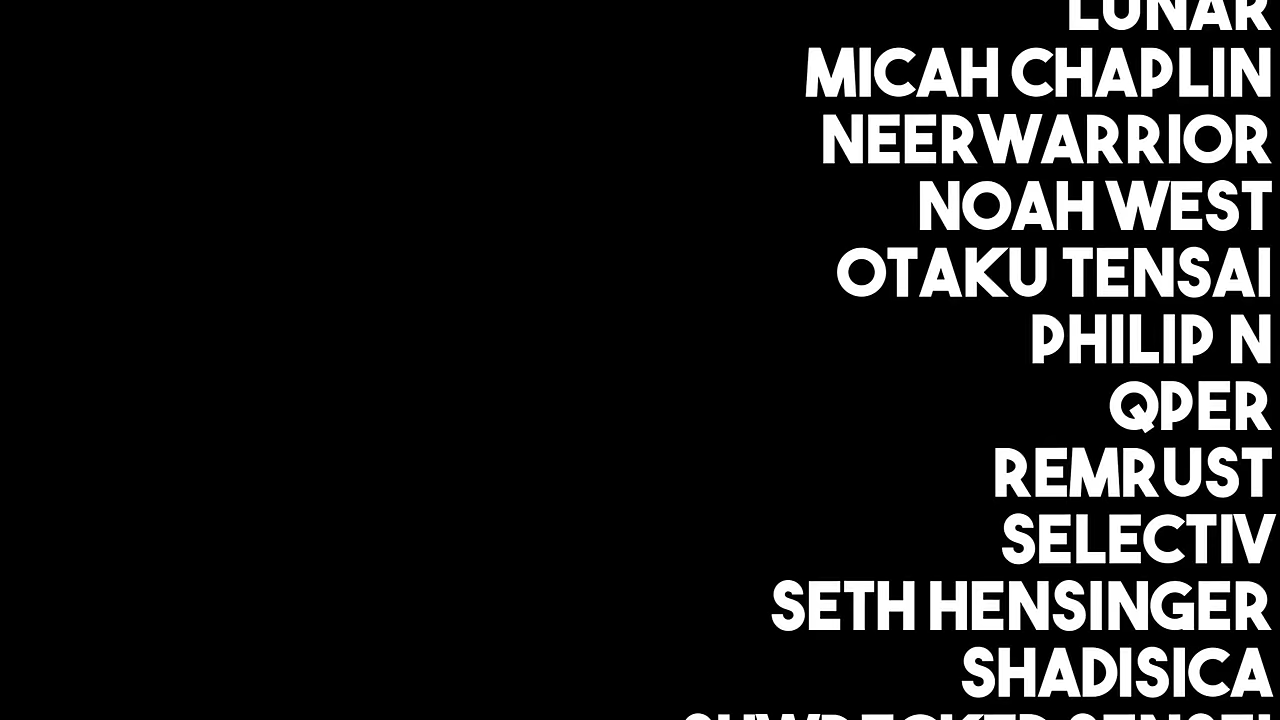 LUNAR
MICAH CHAPLIN
NEERWARRIOR
NOAH WEST
OTAKU TENSAI
PHILIP N
QPER
REMRUST
SELECTIV
SETH HENSINGER
SHADISICA